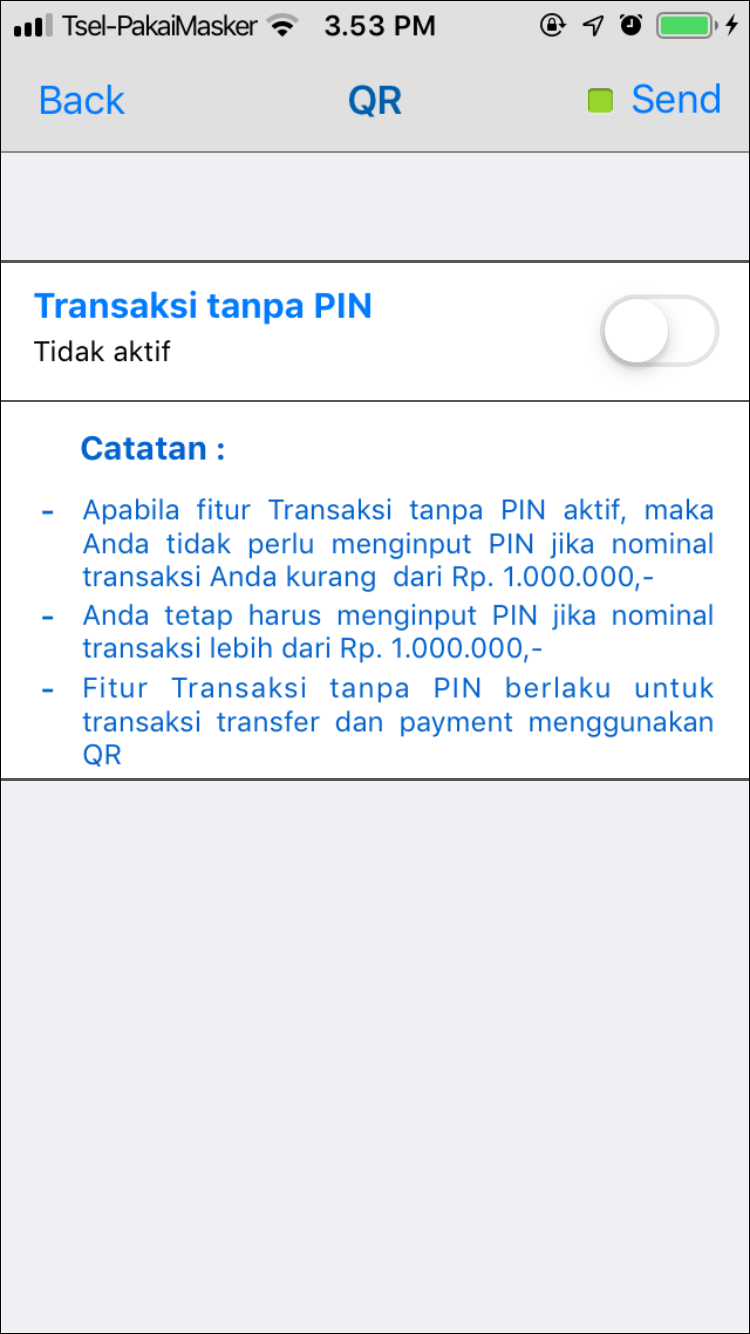 Tsel-PakaiMasker 3.53 PM
Back QR Send
Transaksi tanpa PIN
Tidak aktif
Catatan :
- Apabila fitur Transaksi tanpa PIN aktif, maka
Anda tidak perlu menginput PIN jika nominal
transaksi Anda kurang  dari Rp. 1.000.000,-
- Anda tetap harus menginput PIN jika nominal
transaksi lebih dari Rp. 1.000.000,-
- Fitur Transaksi tanpa PIN berlaku untuk
transaksi transfer dan payment menggunakan
QR